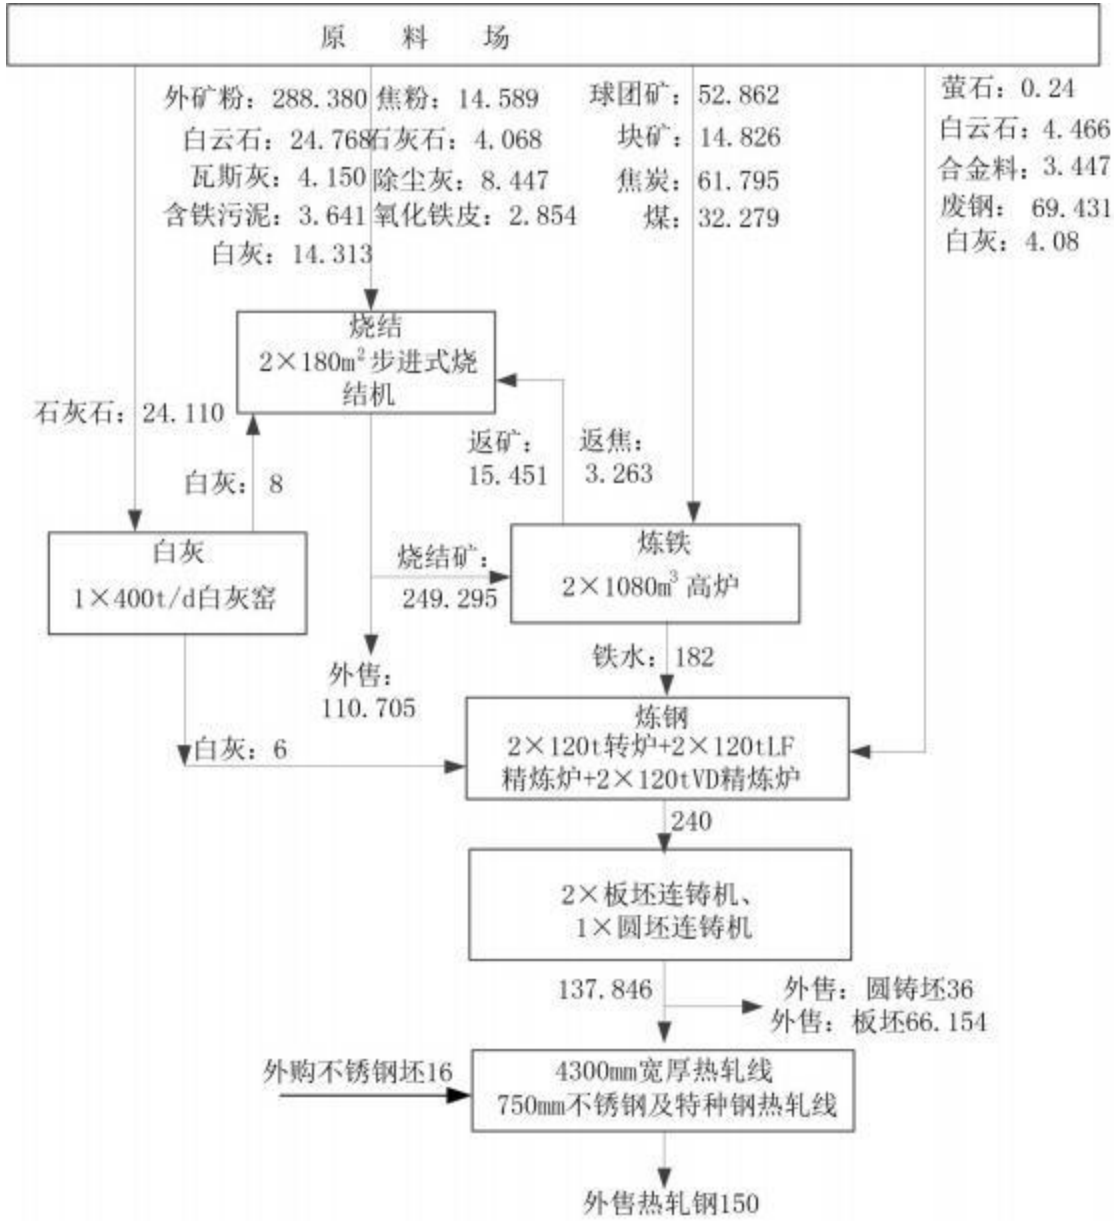 原 料 场
外矿粉：288.380 焦粉：14.589
白云石：24.768 石灰石：4.068
瓦斯灰：4.150 除尘灰：8.447
含铁污泥：3.641 氧化铁皮：2.854
白灰：14.313
球团矿：52.862
块矿：14.826
焦炭：61.795
煤：32.279
萤石：0.24
白云石：4.466
合金料：3.447
废钢：69.431
白灰：4.08
烧结
2×180m²步进式烧
结机
石灰石：24.110
白灰：8
返矿：
15.451
返焦：
3.263
白灰
1×400t/d白灰窑
烧结矿：
249.295
炼铁
2×1080m³高炉
外售：
110.705
铁水：182
白灰：6
炼钢
2×120t转炉+2×120tLF
精炼炉+2×120tVD精炼炉
240
2×板坯连铸机、
1×圆坯连铸机
137.846
外售：圆铸坯36
外售：板坯66.154
外购不锈钢坯16
4300mm宽厚热轧线
750mm不锈钢及特种钢热轧线
外售热轧钢150